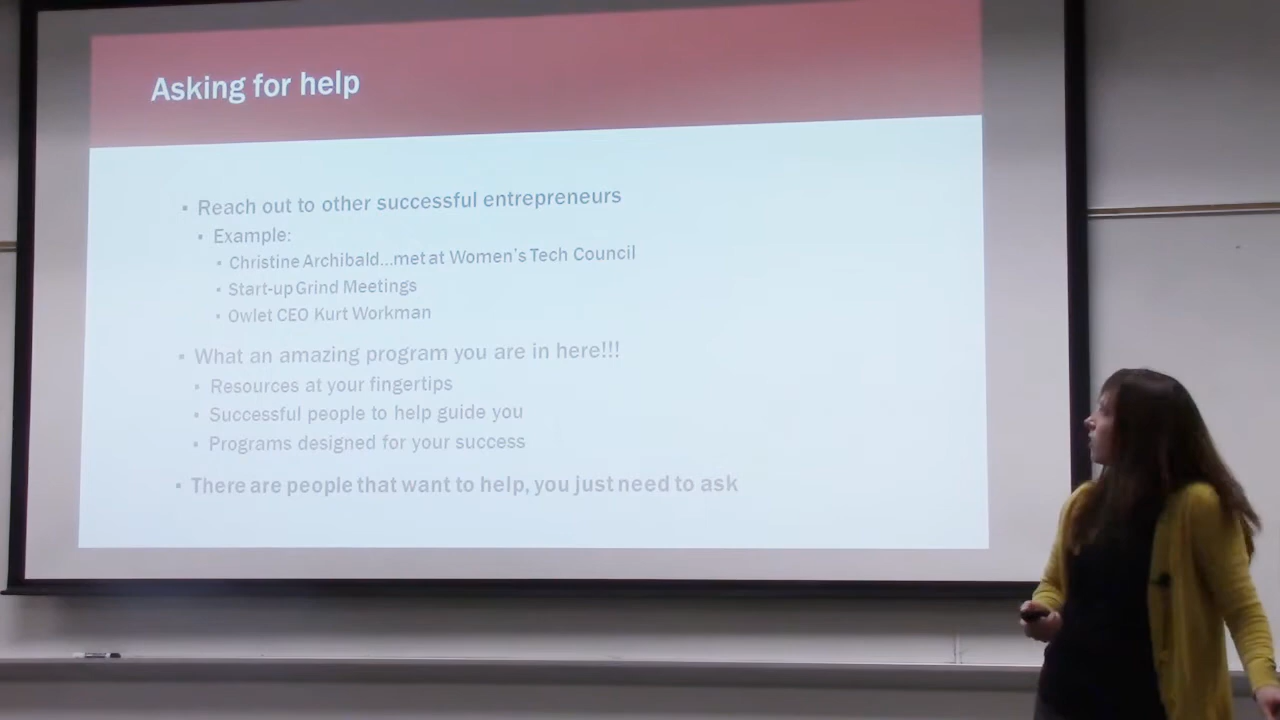 Asking for help
▪ Reach out to other successful entrepreneurs
▪ Example:
▪ Christine Archibald...met at Women's Tech Council
▪ Start-up Grind Meetings
▪ Owlet CEO Kurt Workman
▪ What an amazing program you are in here!!!
▪ Resources at your fingertips
▪ Successful people to help guide you
▪ Programs designed for your success
▪ There are people that want to help, you just need to ask